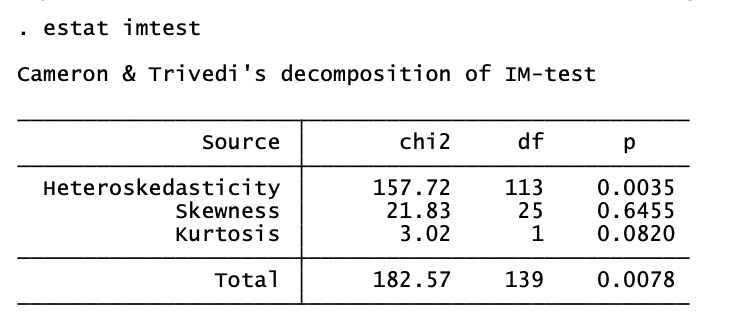 . estat imtest
Cameron & Trivedi's decomposition of IM-test
Source chi2 df p
Heteroskedasticity 157.72 113 0.0035
Skewness 21.83 25 0.6455
Kurtosis 3.02 1 0.0820
Total 182.57 139 0.0078